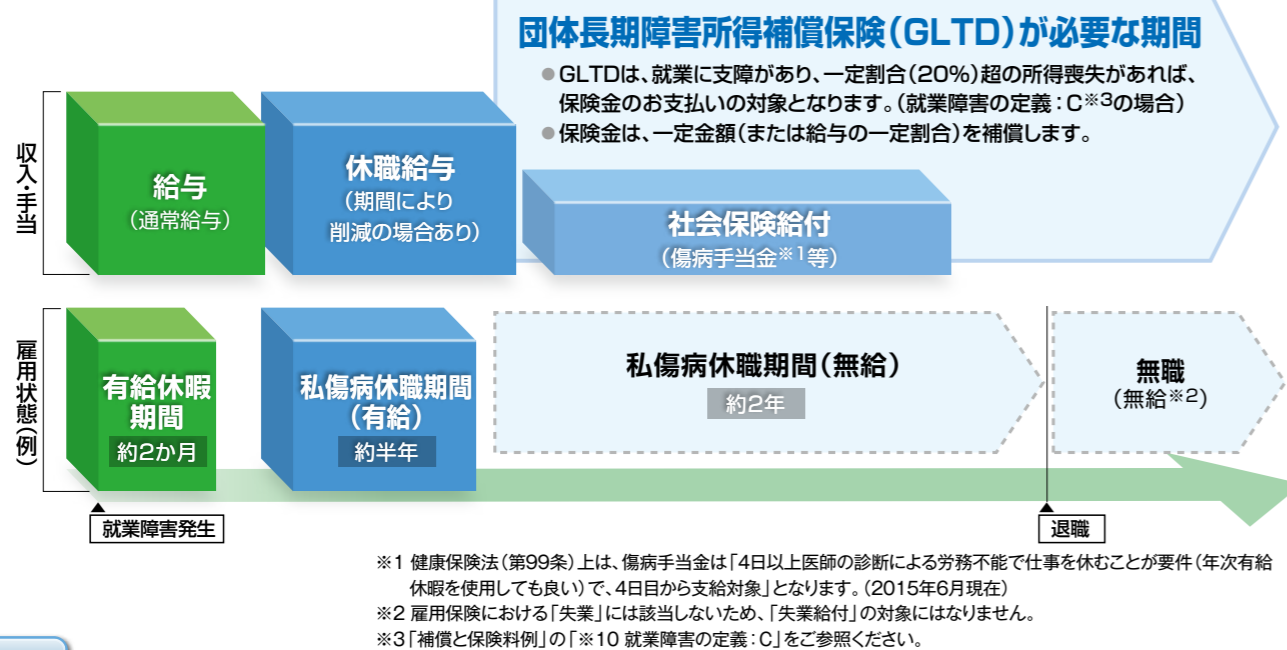 団体長期障害所得補償保険(GLTD)が必要な期間
●GLTDは、就業に支障があり、一定割合(20%)超の所得喪失があれば、
保険金のお支払いの対象となります。(就業障害の定義:C※3の場合)
●保険金は、一定金額(または給与の一定割合)を補償します。
収入・手当
給与
(通常給与)
休職給与
(期間により
削減の場合あり)
社会保険給付
(傷病手当金※1等)
雇用状態(例)
有給休暇
期間
約2か月
私傷病休職期間
(有給)
約半年
私傷病休職期間(無給)
約2年
無職
(無給※2)
▲
就業障害発生
▲
退職
※1 健康保険法(第99条)上は、傷病手当金は「4日以上医師の診断による労務不能で仕事を休むことが要件(年次有給
休暇を使用しても良い)で、4日目から支給対象」となります。(2015年6月現在)
※2 雇用保険における「失業」には該当しないため、「失業給付」の対象にはなりません。
※3「補償と保険料例」の「※10 就業障害の定義:C」をご参照ください。